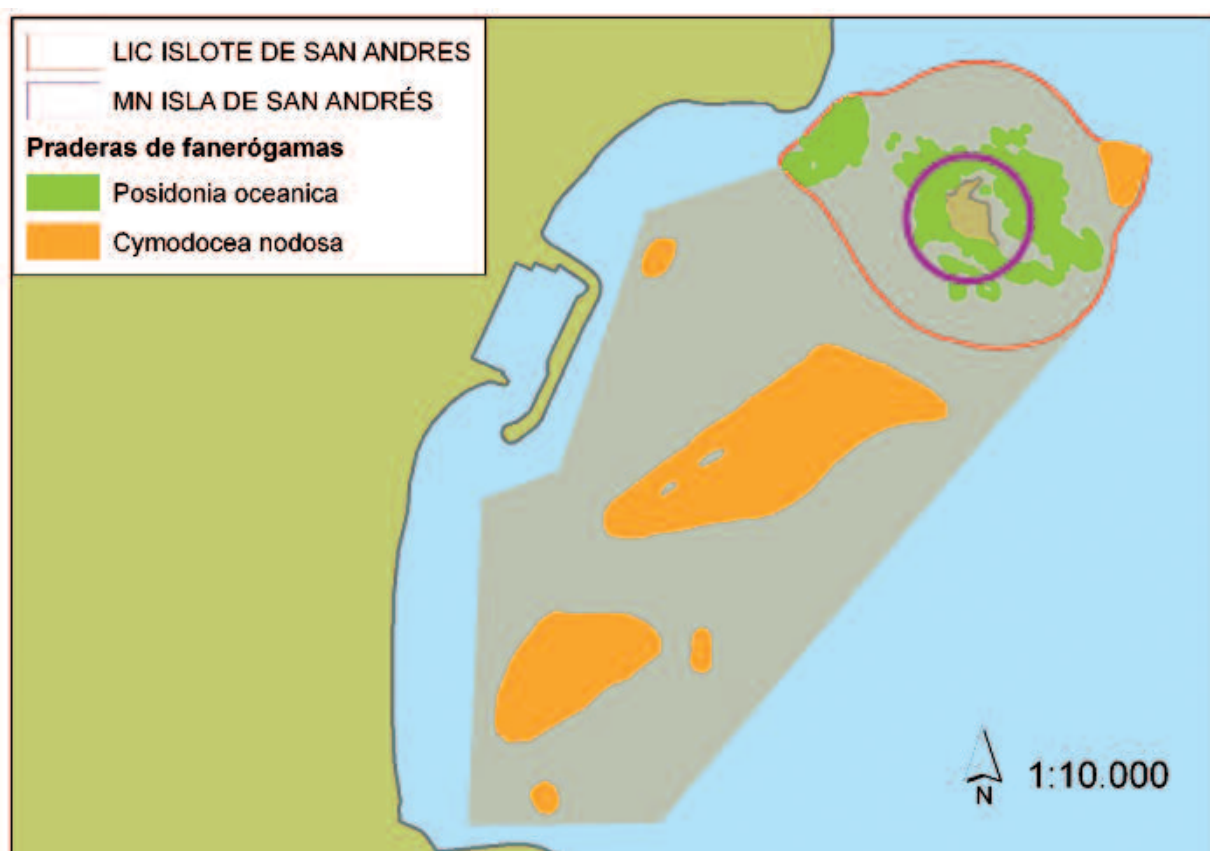 LIC ISLOTE DE SAN ANDRES
MN ISLA DE SAN ANDRÉS
Praderas de fanerógamas
Posidonia oceanica
Cymodocea nodosa
N
1:10.000